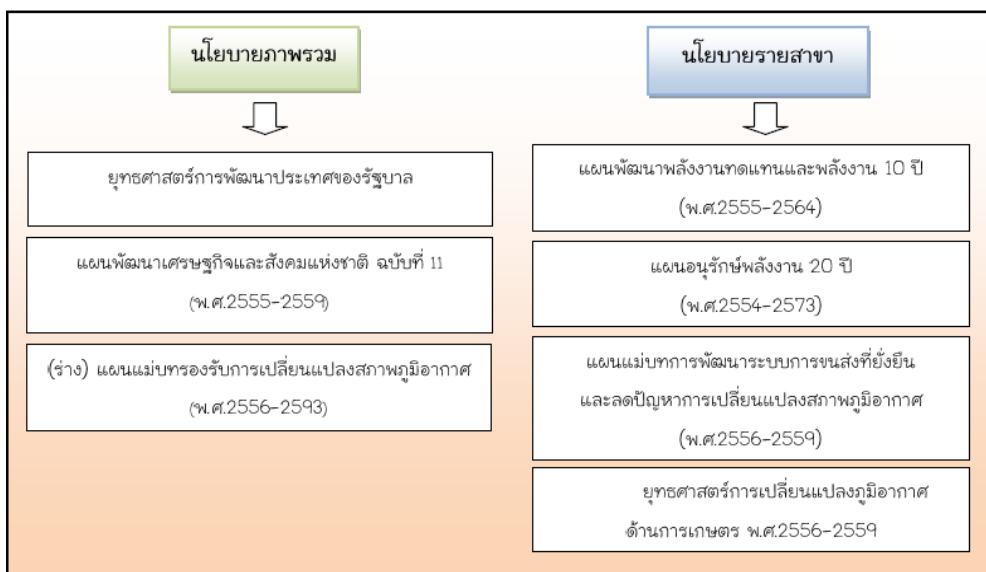 นโยบายภาพรวม
ยุทธศาสตร์การพัฒนาประเทศของรัฐบาล
แผนพัฒนาเศรษฐกิจและสังคมแห่งชาติ ฉบับที่ 11
(พ.ศ.2555-2559)
(ร่าง) แผนแม่บทรองรับการเปลี่ยนแปลงสภาพภูมิอากาศ
(พ.ศ.2556-2593)
นโยบายรายสาขา
แผนพัฒนาพลังงานทดแทนและพลังงาน 10 ปี
(พ.ศ.2555-2564)
แผนอนุรักษ์พลังงาน 20 ปี
(พ.ศ.2554-2573)
แผนแม่บทการพัฒนาระบบการขนส่งที่ยั่งยืน
และลดปัญหาการเปลี่ยนแปลงสภาพภูมิอากาศ
(พ.ศ.2556-2559)
ยุทธศาสตร์การเปลี่ยนแปลงภูมิอากาศ
ด้านการเกษตร พ.ศ.2556-2559